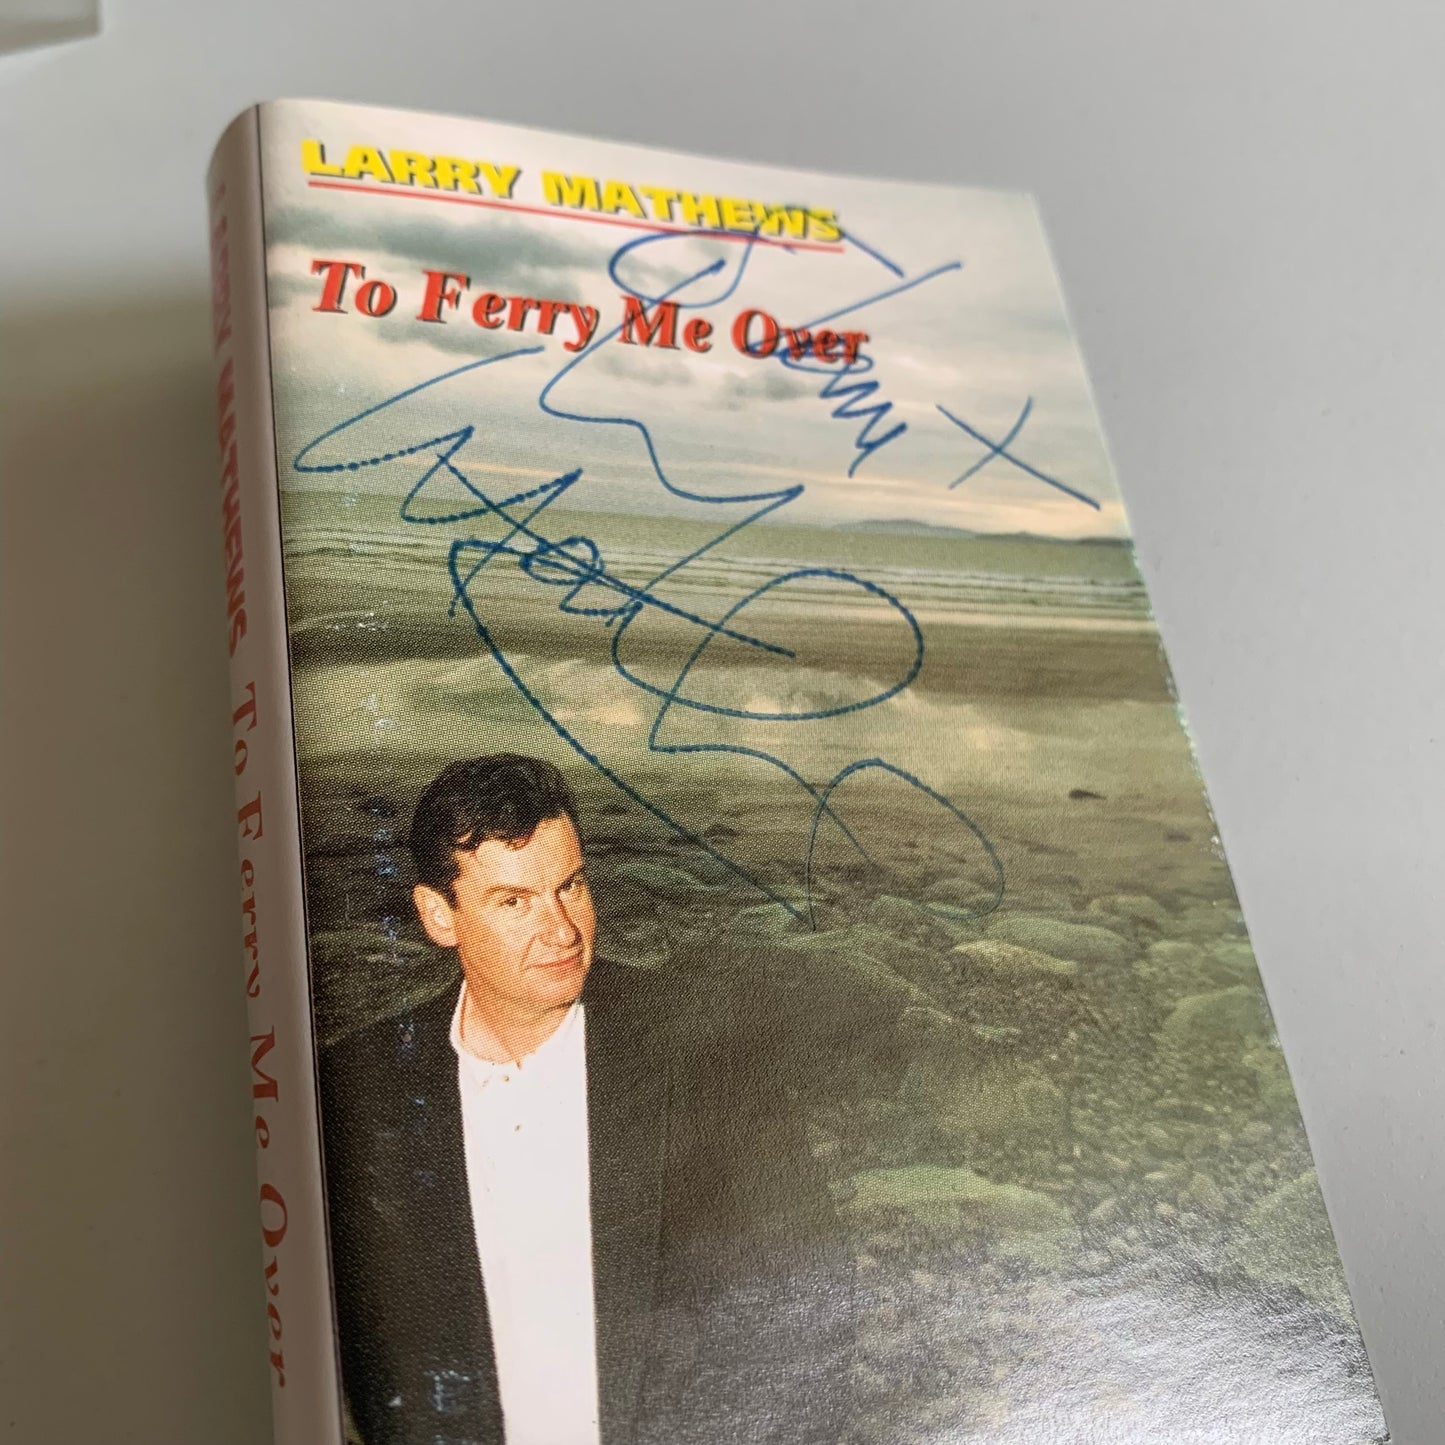 LARRY MATHEWS
To Ferry Me Over
X
LARRY MATHEWS To Ferry Me Over